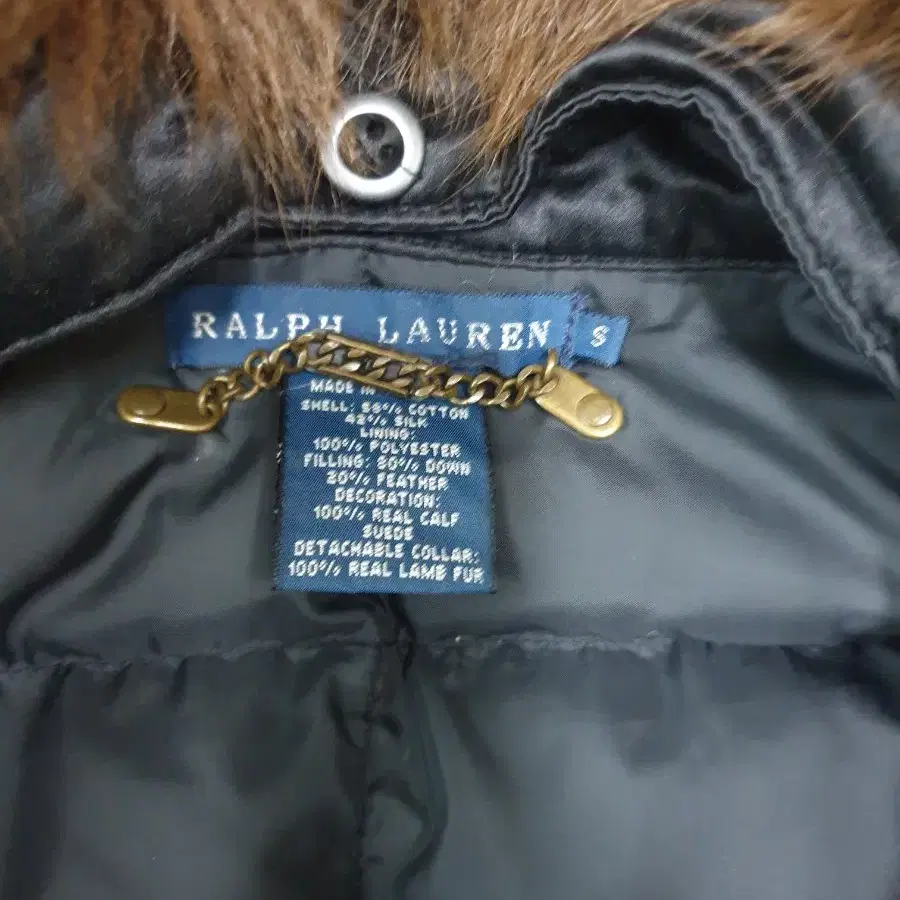 RALPH LAUREN
S
MADE IN
SHELL: 58% COTTON
42% SILK
LINING:
100% POLYESTER
FILLING: 80% DOWN
20% FEATHER
DECORATION:
100% REAL CALF
SUEDE
DETACHABLE COLLAR:
100% REAL LAMB FUR